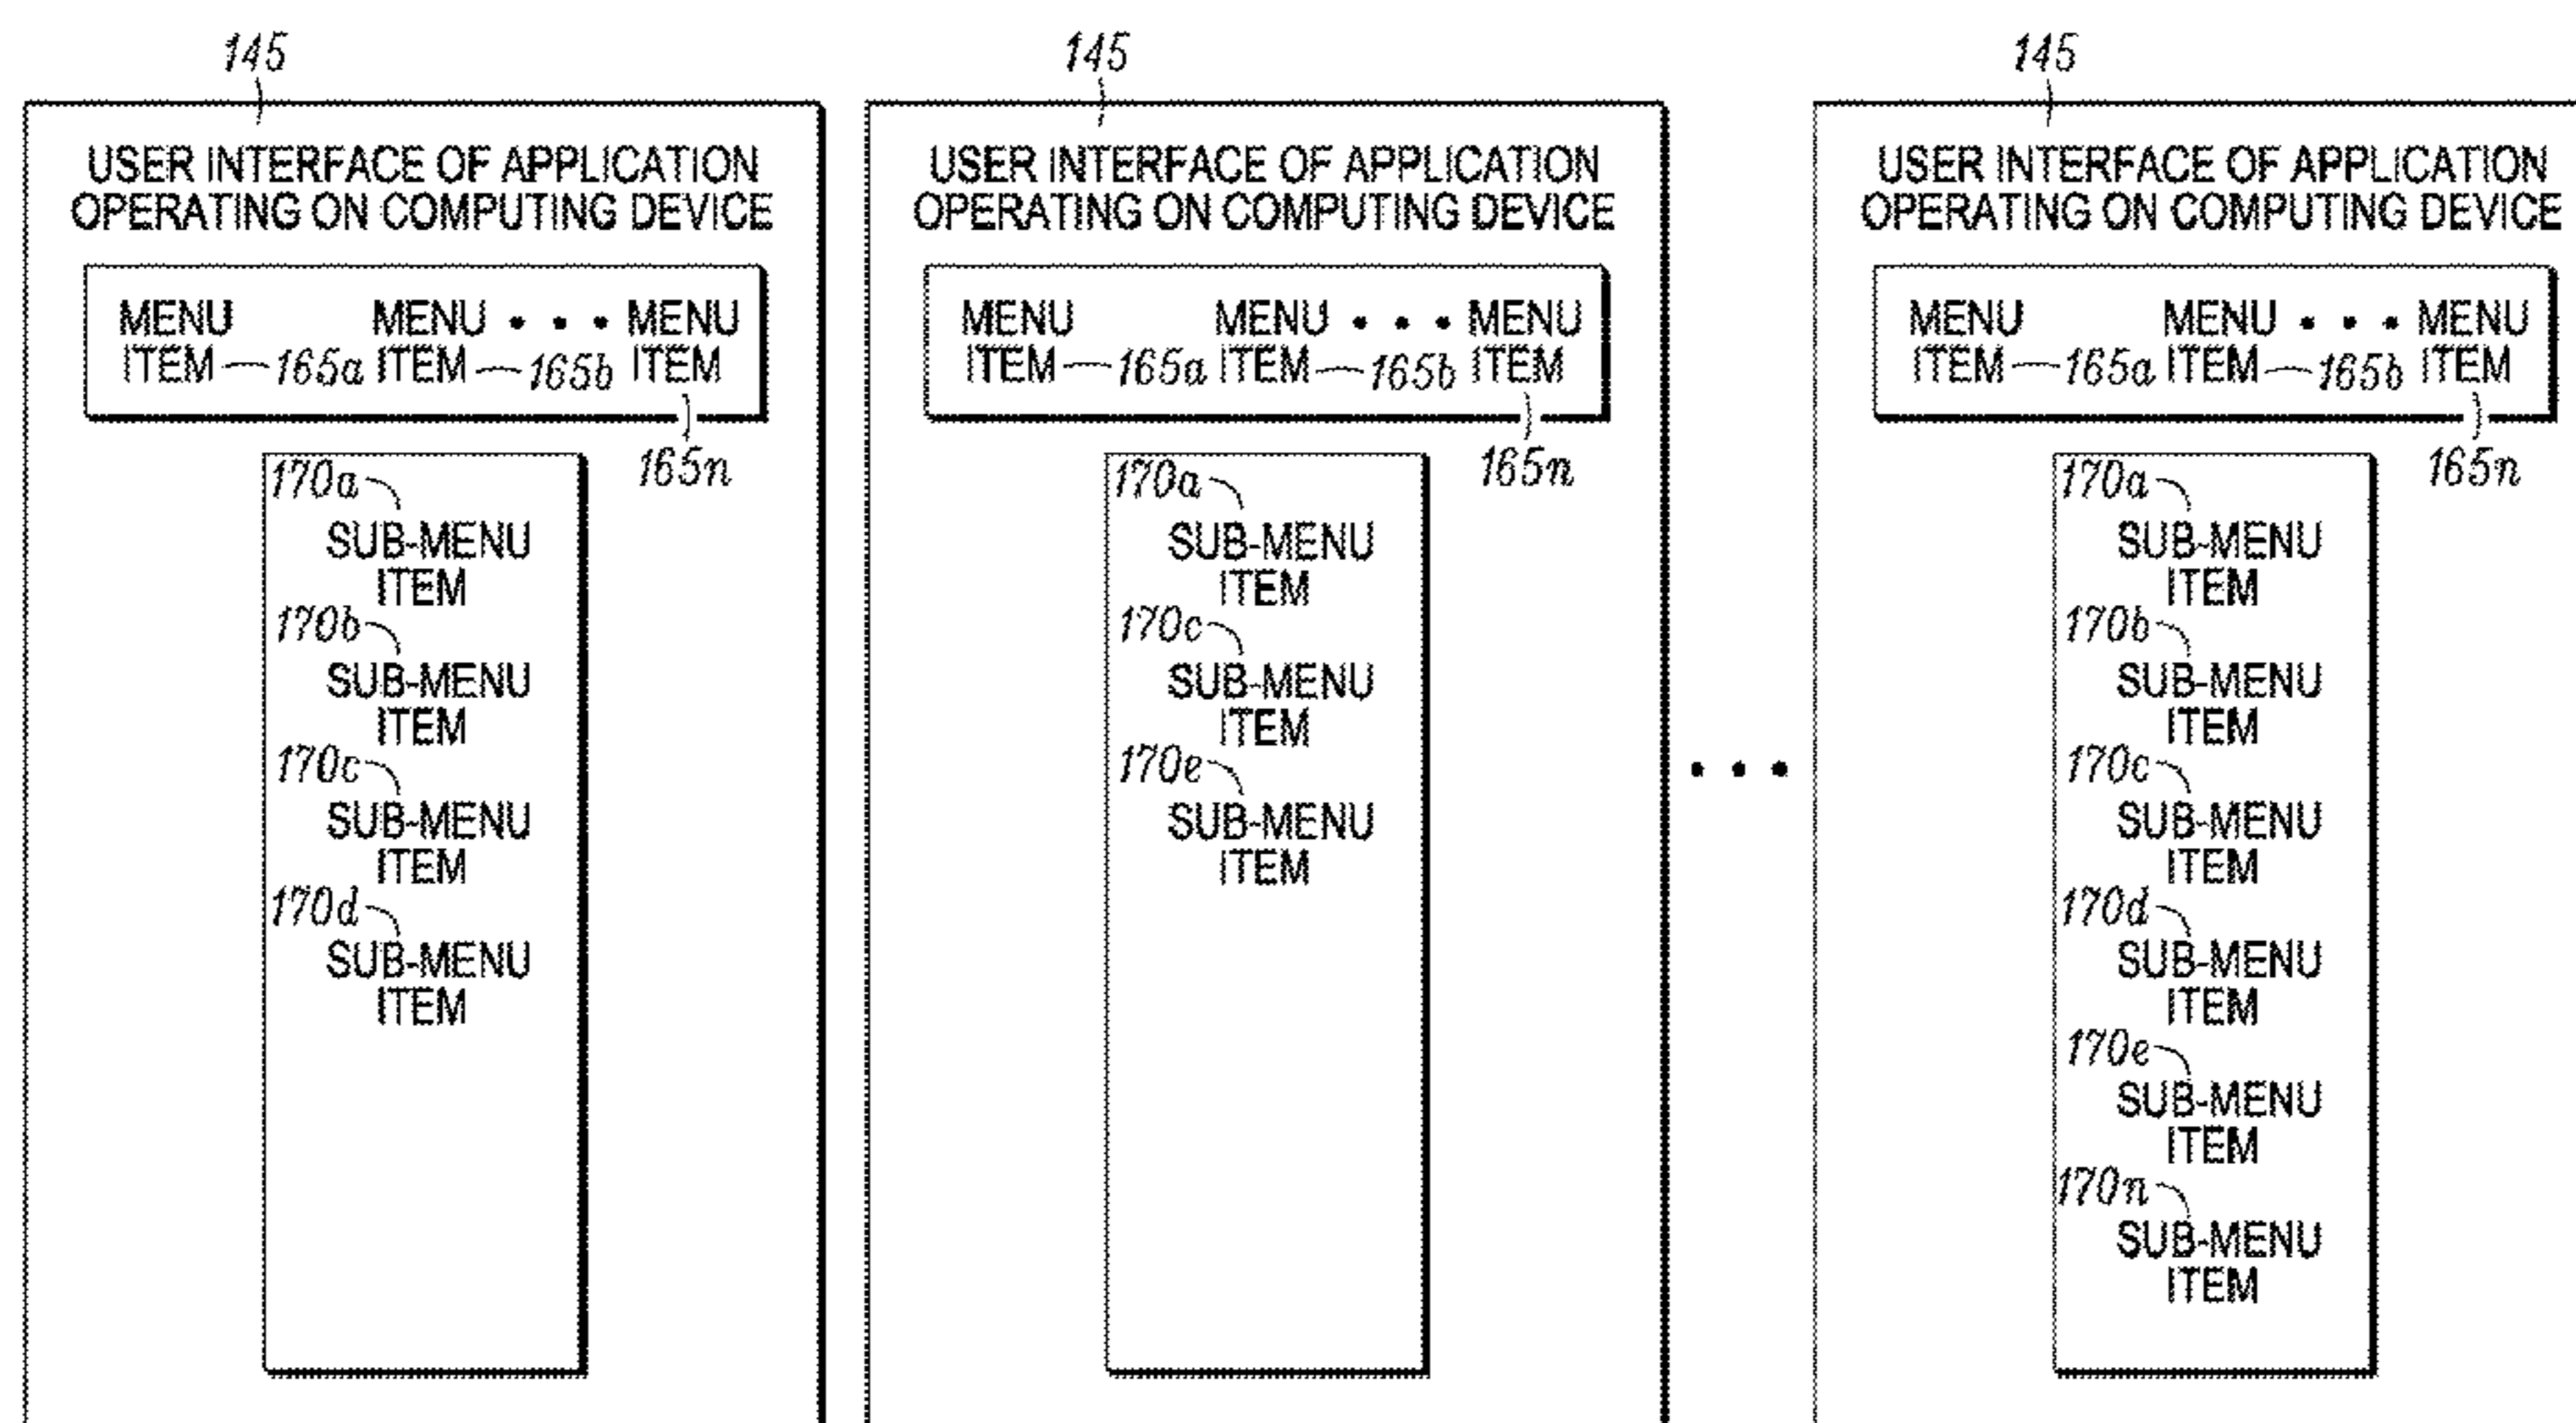 145
USER INTERFACE OF APPLICATION
OPERATING ON COMPUTING DEVICE
MENU MENU • • • MENU
ITEM 165a ITEM 165b ITEM
165n
170a
SUB-MENU
ITEM
170b
SUB-MENU
ITEM
170c
SUB-MENU
ITEM
170d
SUB-MENU
ITEM
145
USER INTERFACE OF APPLICATION
OPERATING ON COMPUTING DEVICE
MENU MENU • • • MENU
ITEM 165a ITEM 165b ITEM
165n
170a
SUB-MENU
ITEM
170c
SUB-MENU
ITEM
170e
SUB-MENU
ITEM
• • •
145
USER INTERFACE OF APPLICATION
OPERATING ON COMPUTING DEVICE
MENU MENU • • • MENU
ITEM 165a ITEM 165b ITEM
165n
170a
SUB-MENU
ITEM
170b
SUB-MENU
ITEM
170c
SUB-MENU
ITEM
170d
SUB-MENU
ITEM
170e
SUB-MENU
ITEM
170n
SUB-MENU
ITEM